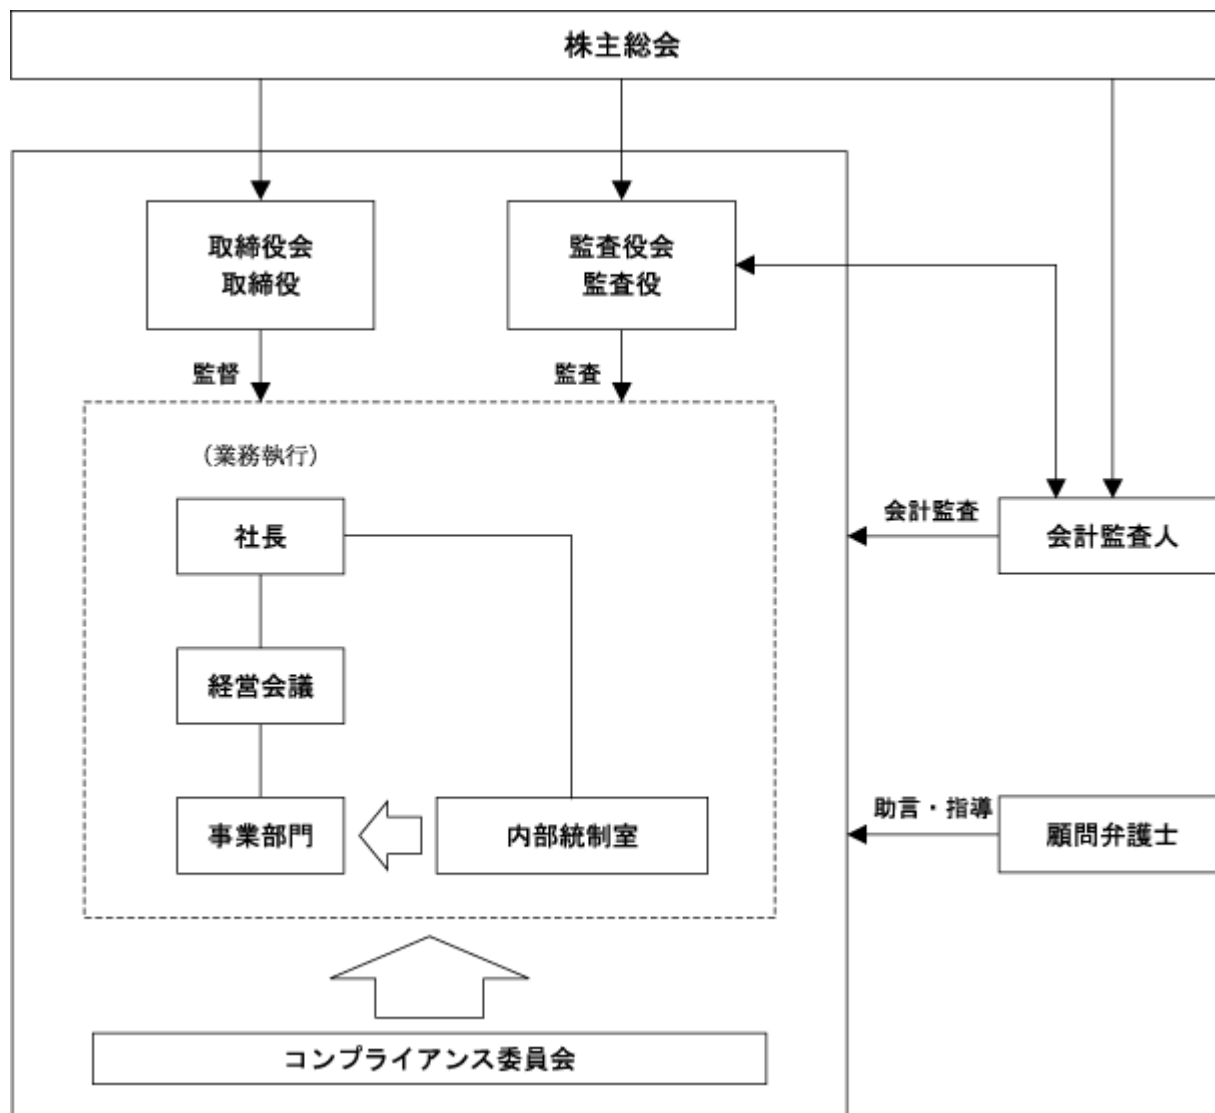 株主総会
取締役会
取締役
監査役会
監査役
監督
監査
（業務執行）
社長
会計監査
会計監査人
経営会議
事業部門
内部統制室
助言・指導
顧問弁護士
コンプライアンス委員会